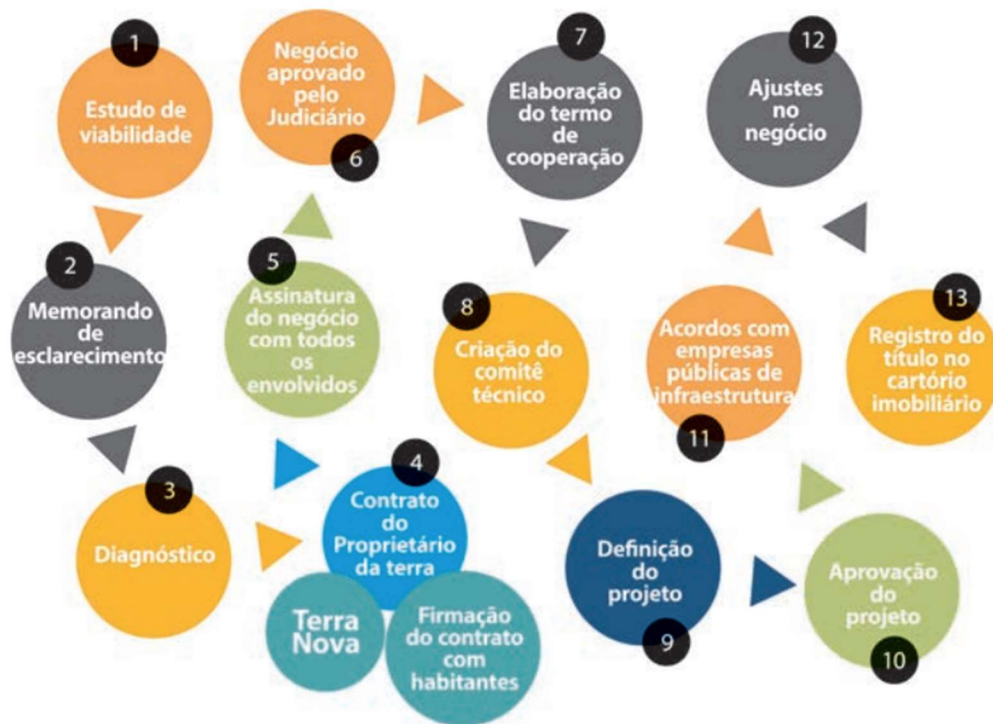 1
Estudo de
viabilidade
2
Memorando
de
esclarecimento
3
Diagnóstico
4
Contrato
do
Proprietário
da terra
Terra
Nova
Firmação
do contrato
com
habitantes
5
Assinatura
do negócio
com todos
os
envolvidos
Negócio
aprovado
pelo
Judiciário
6
7
Elaboração
do termo
de
cooperação
8
Criação do
comitê
técnico
Definição
do
projeto
9
Aprovação
do
projeto
10
Acordos com
empresas
públicas de
infraestrutura
11
12
Ajustes
no
negócio
13
Registro do
título no
cartório
imobiliário